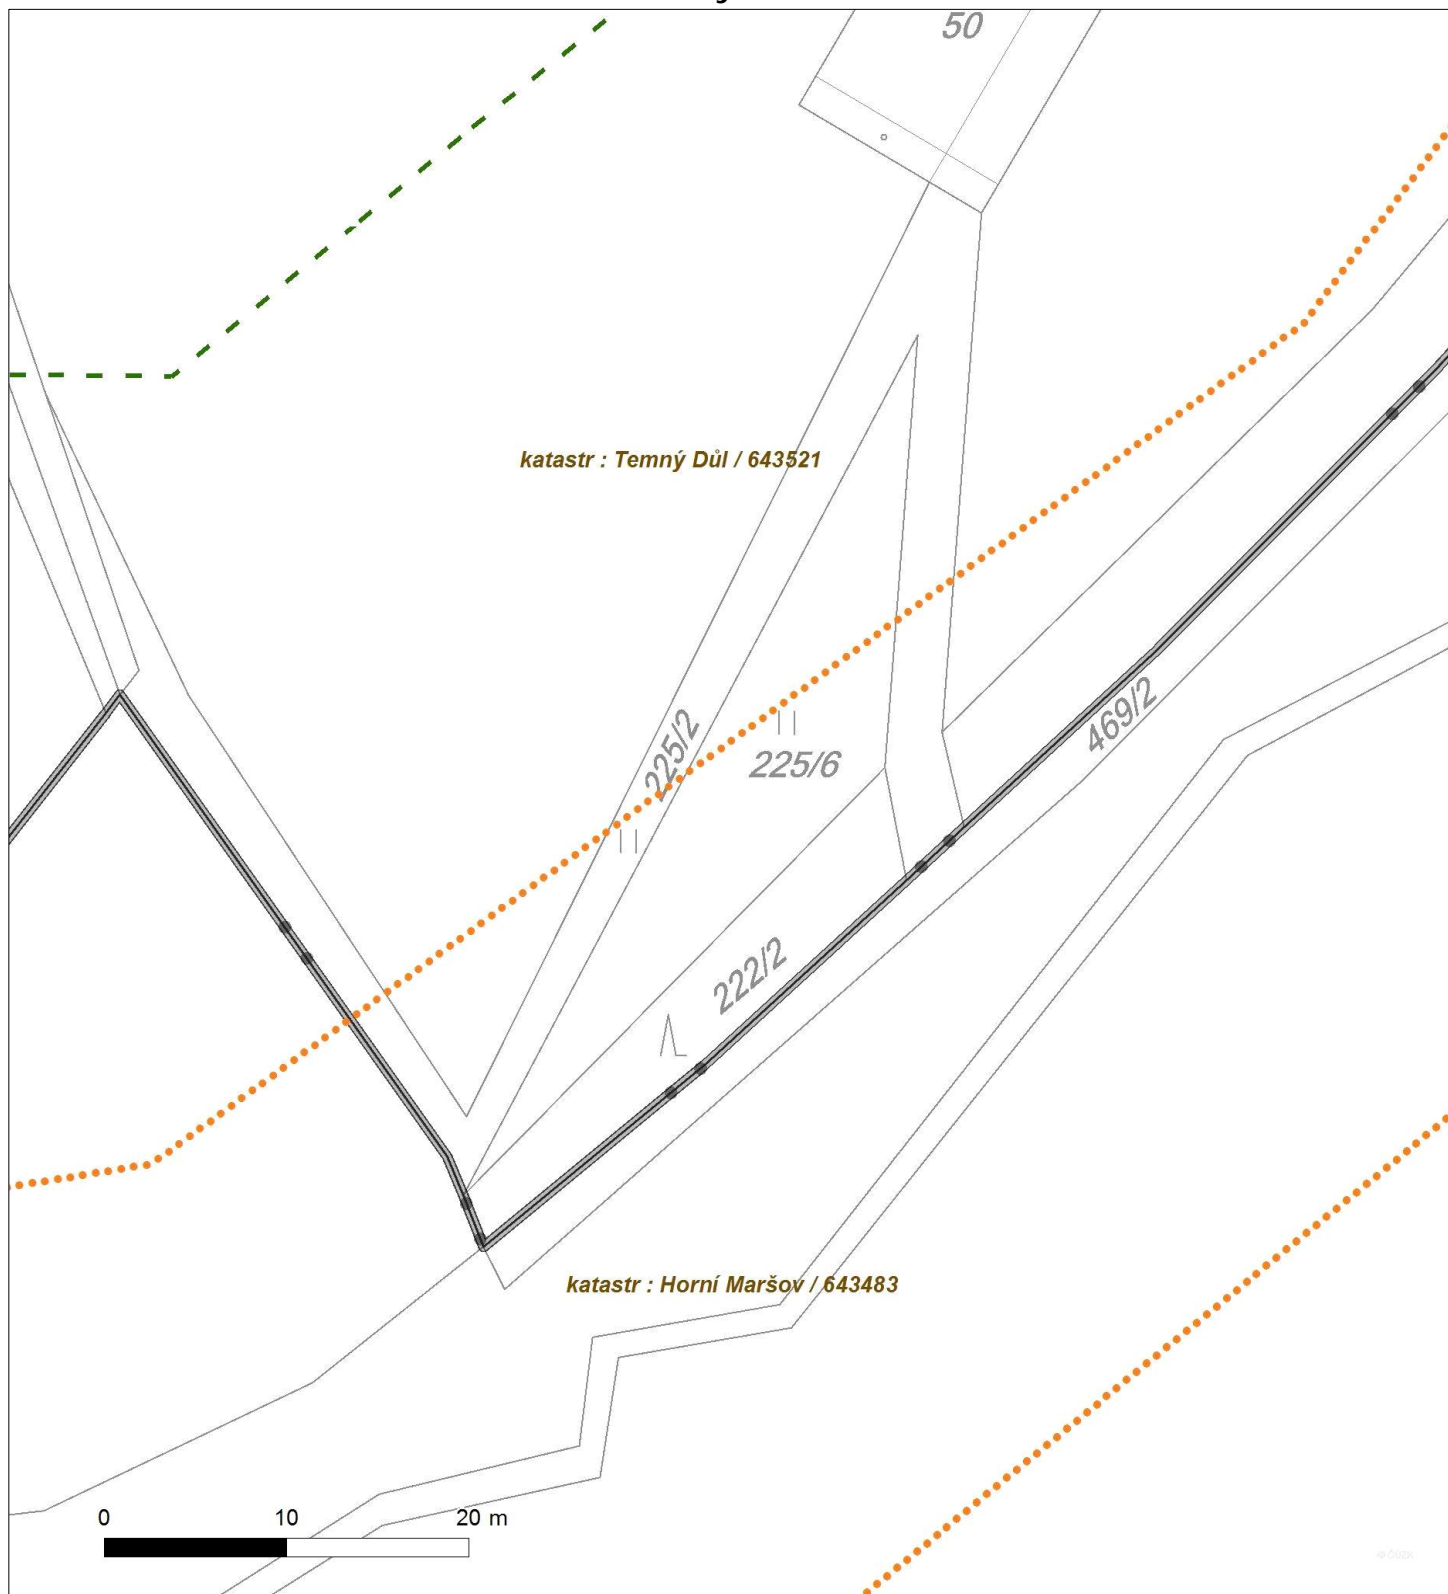 50
katastr : Temný Důl / 643521
469/2
225/2
225/6
222/2
katastr : Horní Maršov / 643483
0 10 20 m
© ČÚZK